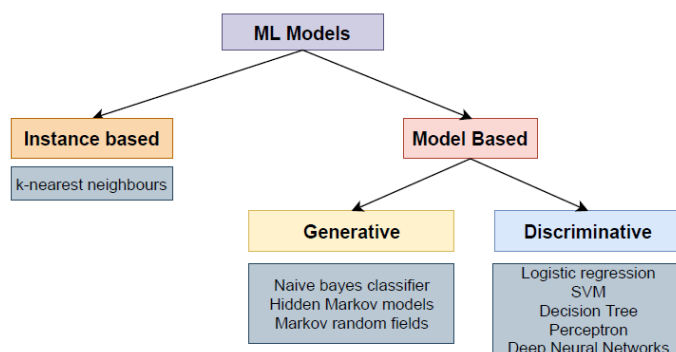 ML Models
Instance based
Model Based
k-nearest neighbours
Generative
Discriminative
Naive bayes classifier
Hidden Markov models
Markov random fields
Logistic regression
SVM
Decision Tree
Perceptron
Deep Neural Networks